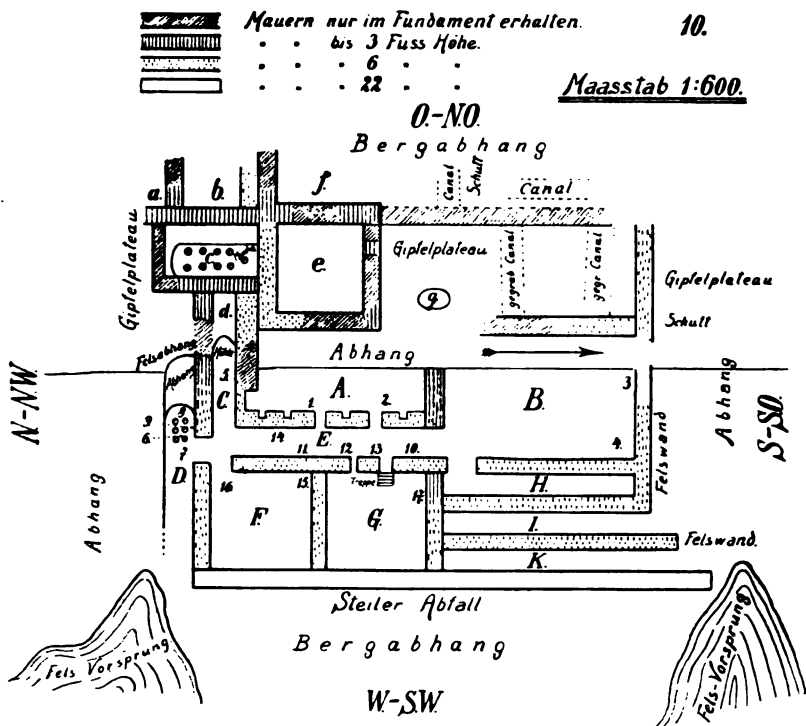 Mauern nur im Fundament erhalten. 10.
" " bis 3 Fuss Höhe.
" " " 6 " "
" " " 22 " "
Maasstab 1:600.
O.-N.O.
Bergabhang
Canal
Schutt
Canal
a. b. f.
Gipfelplateau
c.
e.
Gipfelplateau
g
gegrab Canal
gegr Canal
Gipfelplateau
Schutt
d.
Felsabhang
Abhang
Abhang
N-NW.
A.
B.
3
5.
C.
1. 2.
Abhang
S-SO.
14. E.
9.
8
6.
7
11. 12 13 10.
4.
Felswand
D.
16. 15. Treppe 17.
H.
Abhang
F. G.
I.
Felswand.
K.
Steiler Abfall
Bergabhang
Fels Vorsprung
Fels-Vorsprung
W.-S.W.